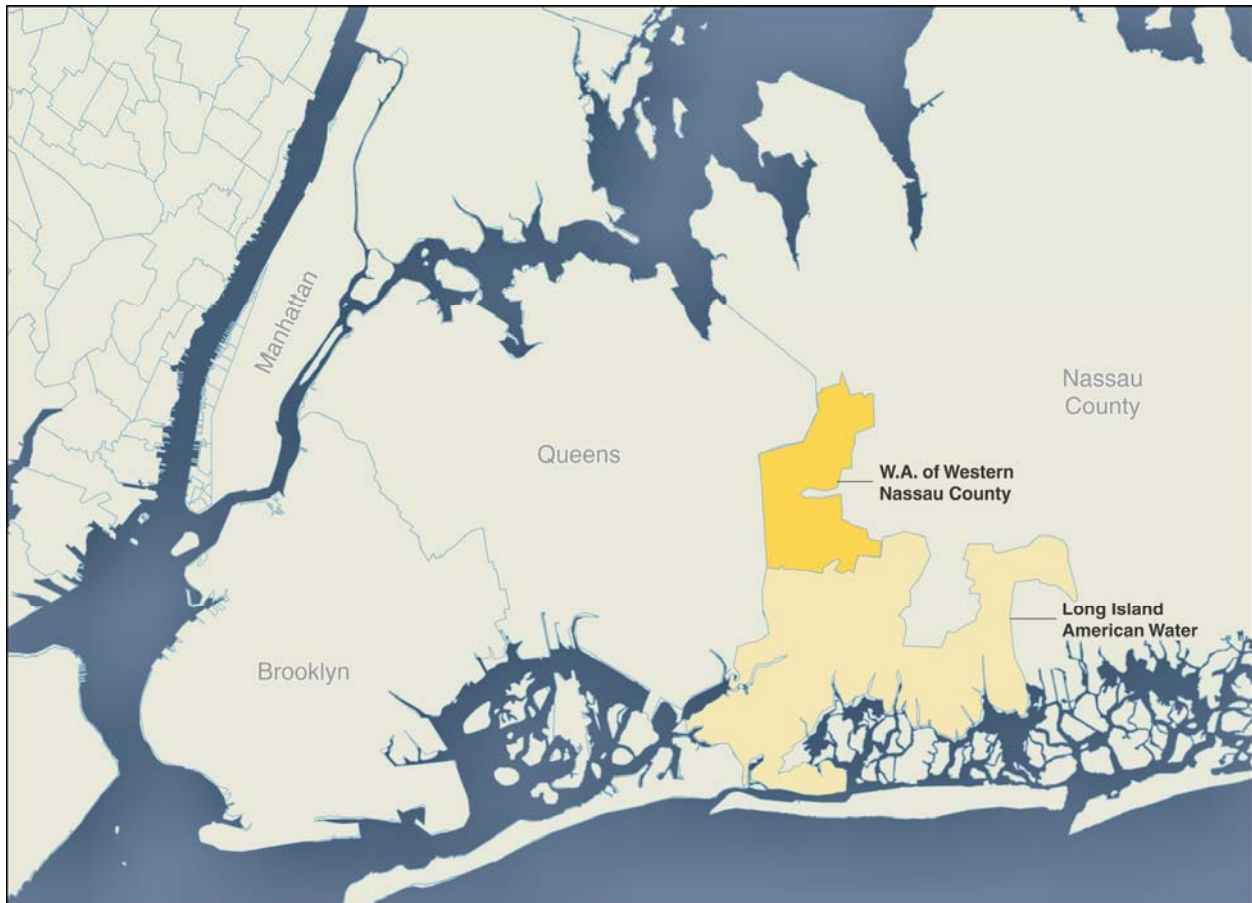 Manhattan
Nassau
County
Queens
W.A. of Western
Nassau County
Long Island
American Water
Brooklyn